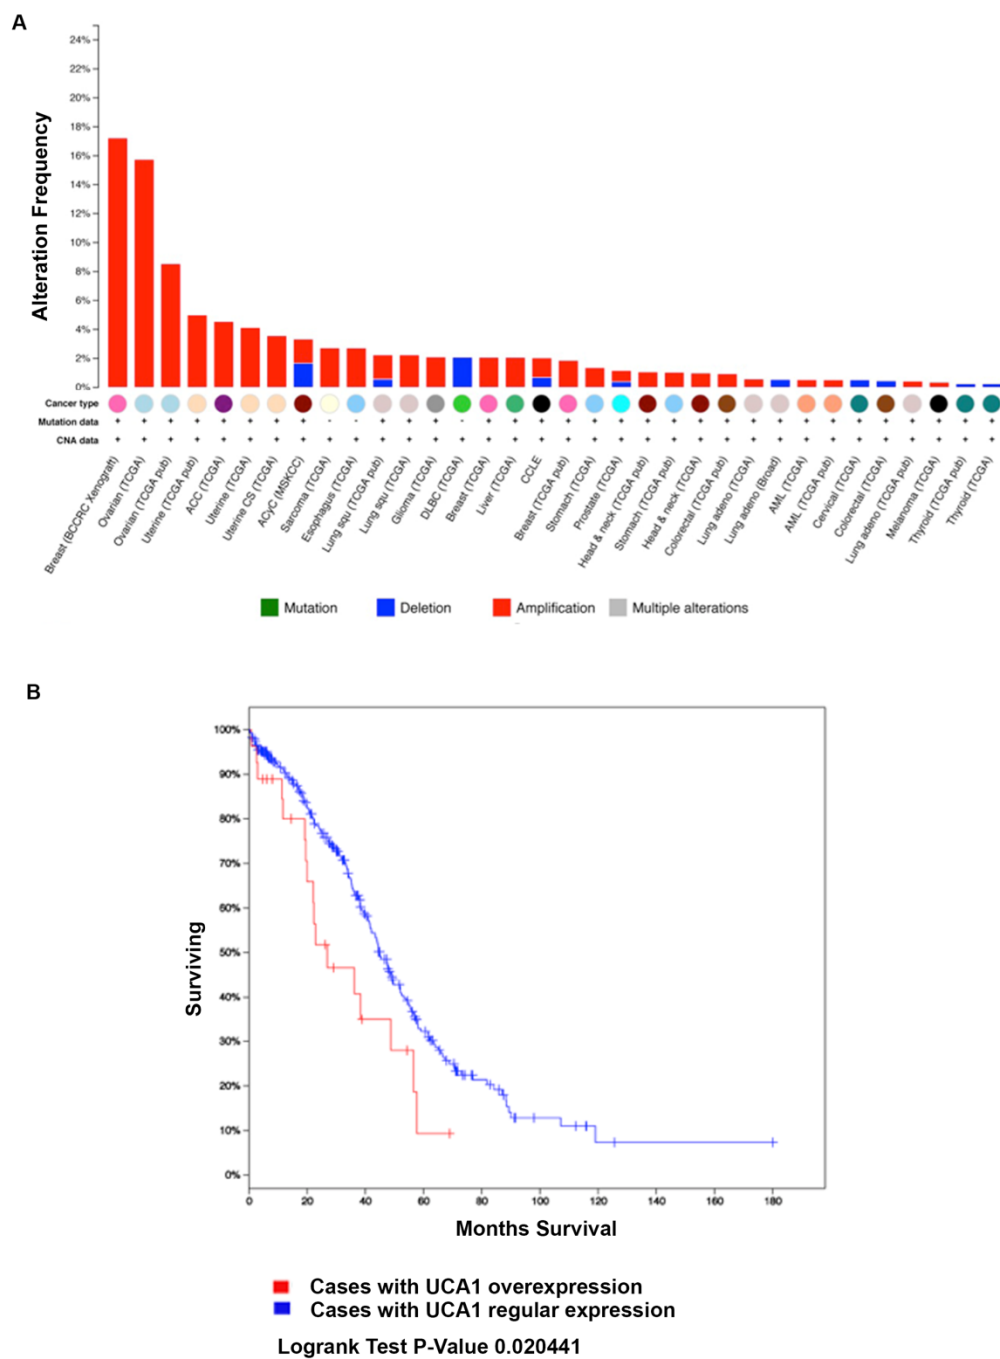 A
24%
22%
20%
18%
16%
14%
12%
10%
8%
6%
4%
2%
0%
Alteration Frequency
Cancer type
Mutation data + + + + + + + + - - + + + - + + + + + + + + + + + + + + + + + + + +
CNA data + + + + + + + + + + + + + + + + + + + + + + + + + + + + + + + + + +
Breast (BCCRC Xenograft)
Ovarian (TCGA)
Ovarian (TCGA pub)
Uterine (TCGA pub)
ACC (TCGA)
Uterine (TCGA)
Uterine CS (TCGA)
ACyC (MSKCC)
Sarcoma (TCGA)
Esophagus (TCGA)
Lung squ (TCGA pub)
Lung squ (TCGA)
Glioma (TCGA)
DLBC (TCGA)
Breast (TCGA)
Liver (TCGA)
CCLE
Breast (TCGA pub)
Stomach (TCGA)
Prostate (TCGA)
Head & neck (TCGA pub)
Stomach (TCGA pub)
Head & neck (TCGA)
Colorectal (TCGA pub)
Lung adeno (TCGA)
Lung adeno (Broad)
AML (TCGA)
AML (TCGA pub)
Cervical (TCGA)
Colorectal (TCGA)
Lung adeno (TCGA pub)
Melanoma (TCGA)
Thyroid (TCGA pub)
Thyroid (TCGA)
Mutation Deletion Amplification Multiple alterations
B
100%
90%
80%
70%
60%
50%
40%
30%
20%
10%
0%
Surviving
0 20 40 60 80 100 120 140 160 180
Months Survival
Cases with UCA1 overexpression
Cases with UCA1 regular expression
Logrank Test P-Value 0.020441